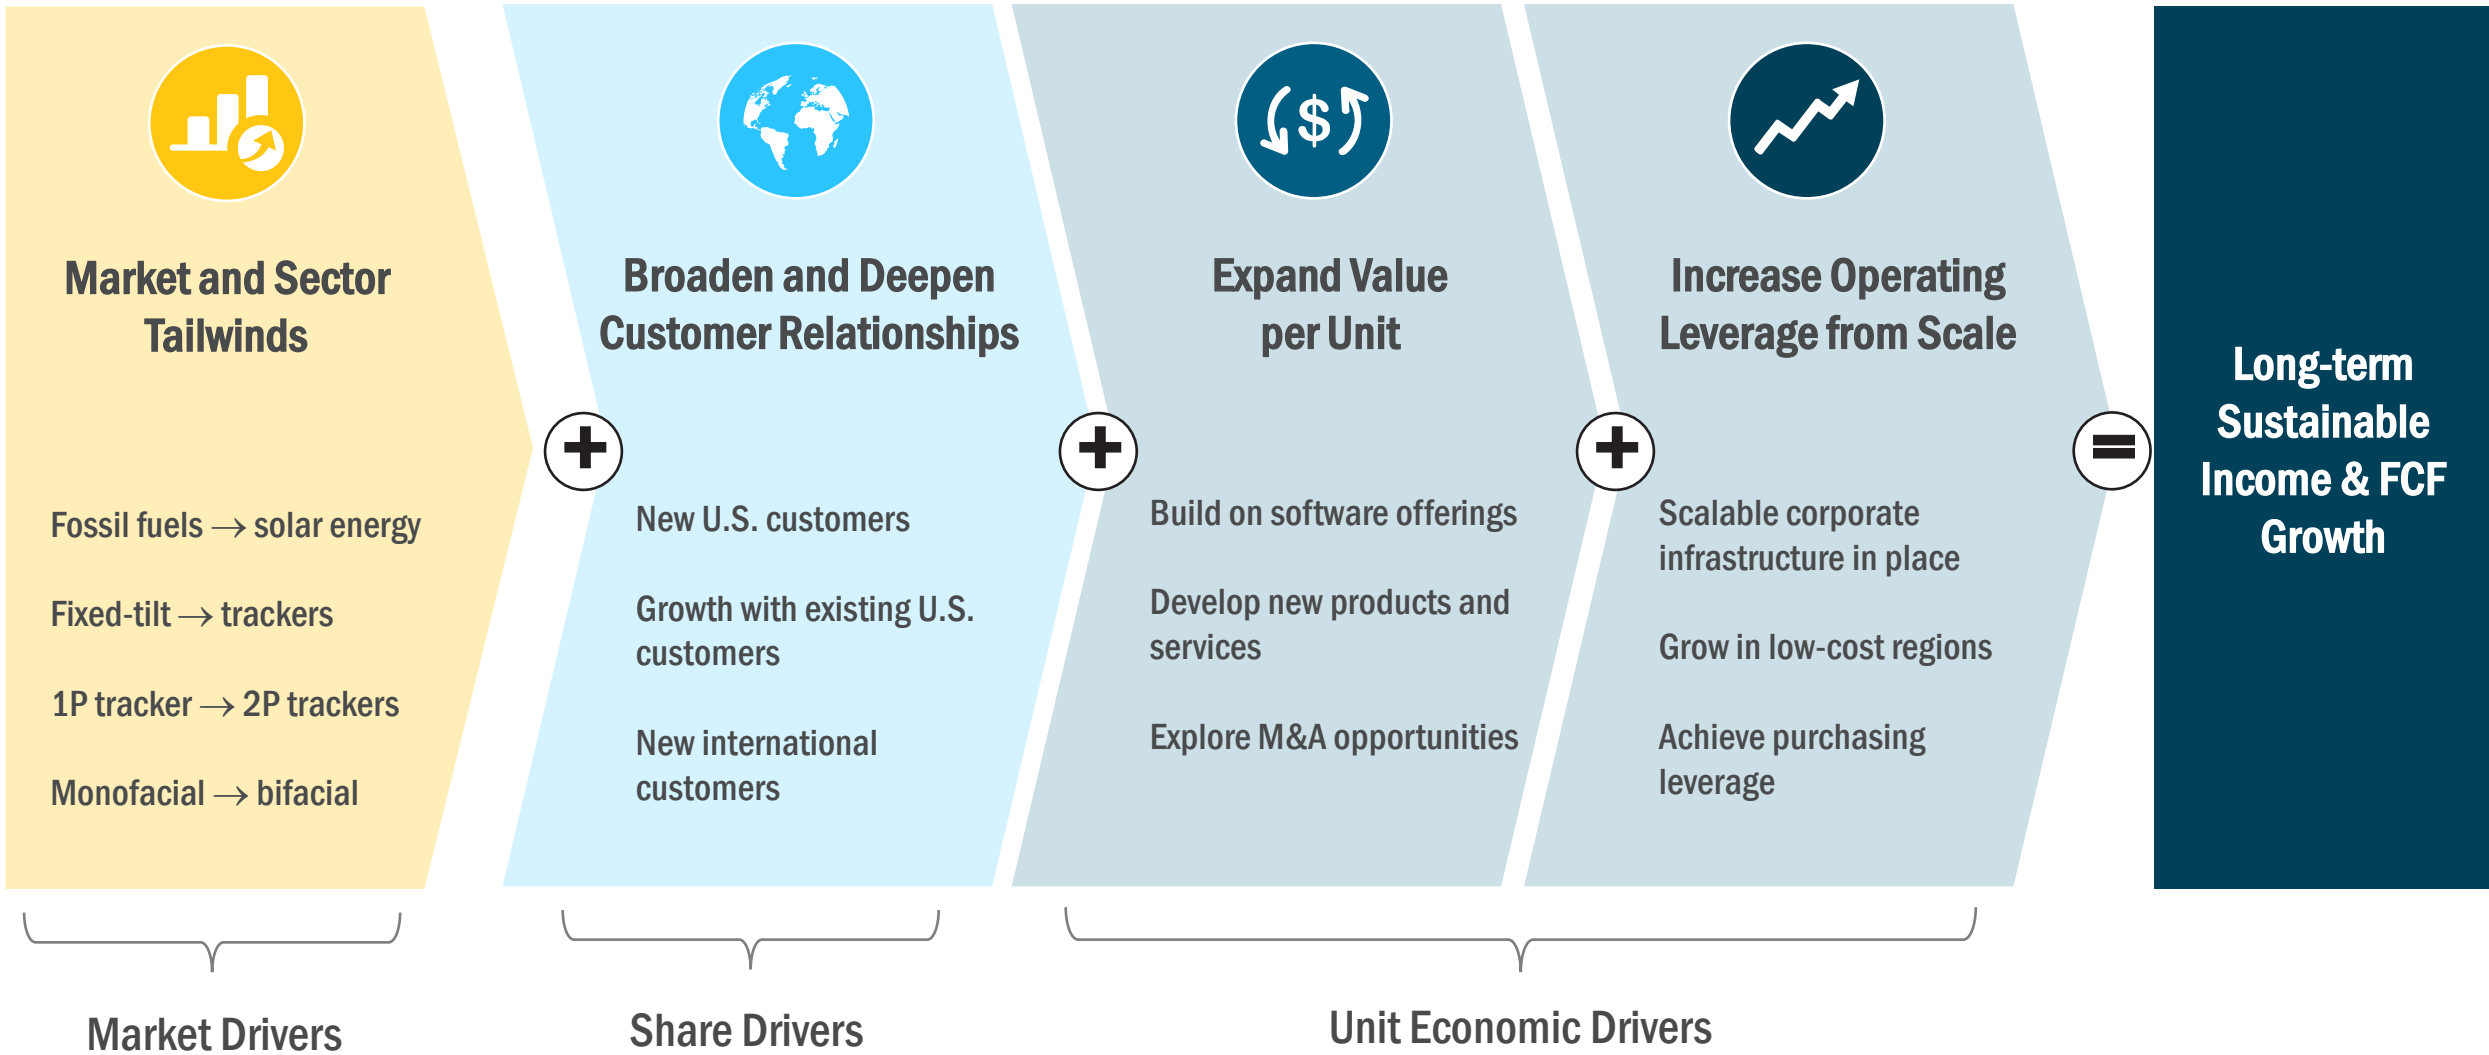 Market and Sector
Tailwinds
Fossil fuels → solar energy
Fixed-tilt → trackers
1P tracker → 2P trackers
Monofacial → bifacial
Market Drivers
+
Broaden and Deepen
Customer Relationships
New U.S. customers
Growth with existing U.S.
customers
New international
customers
Share Drivers
+
$
Expand Value
per Unit
Build on software offerings
Develop new products and
services
Explore M&A opportunities
+
Increase Operating
Leverage from Scale
Scalable corporate
infrastructure in place
Grow in low-cost regions
Achieve purchasing
leverage
Unit Economic Drivers
=
Long-term
Sustainable
Income & FCF
Growth